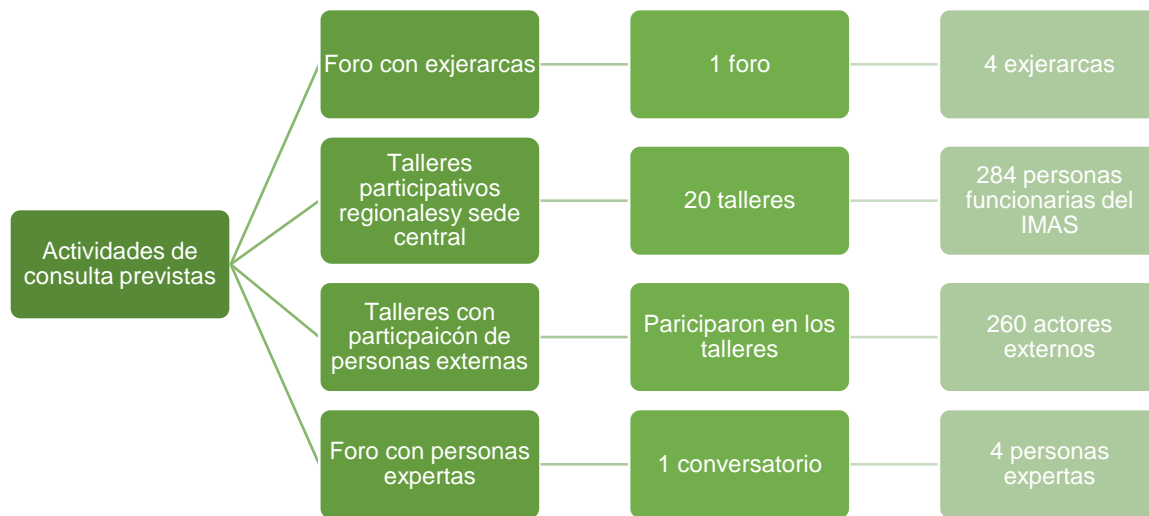 Actividades de
consulta previstas
Foro con exjerarcas
1 foro
4 exjerarcas
Talleres
participativos
regionalesy sede
central
20 talleres
284 personas
funcionarias del
IMAS
Talleres con
particpaicón de
personas externas
Pariciparon en los
talleres
260 actores
externos
Foro con personas
expertas
1 conversatorio
4 personas
expertas